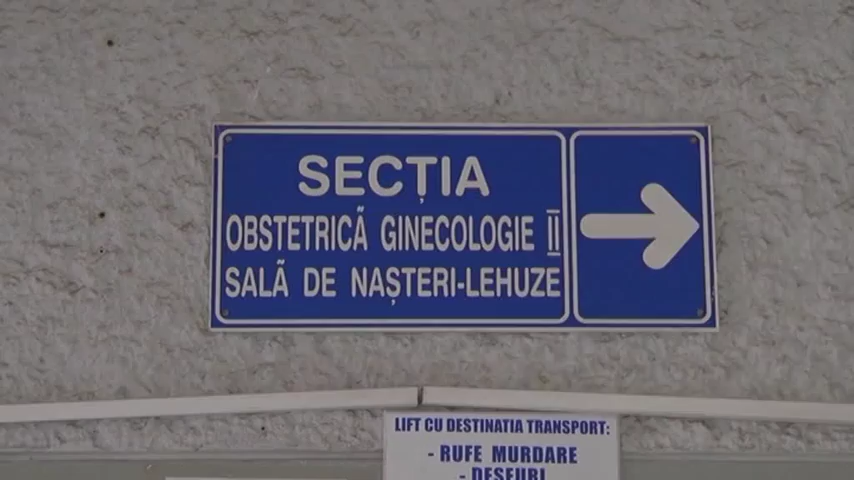 SECȚIA
OBSTETRICĂ GINECOLOGIE II
SALĂ DE NAȘTERI-LEHUZE
LIFT CU DESTINATIA TRANSPORT:
- RUFE MURDARE
- DESEURI